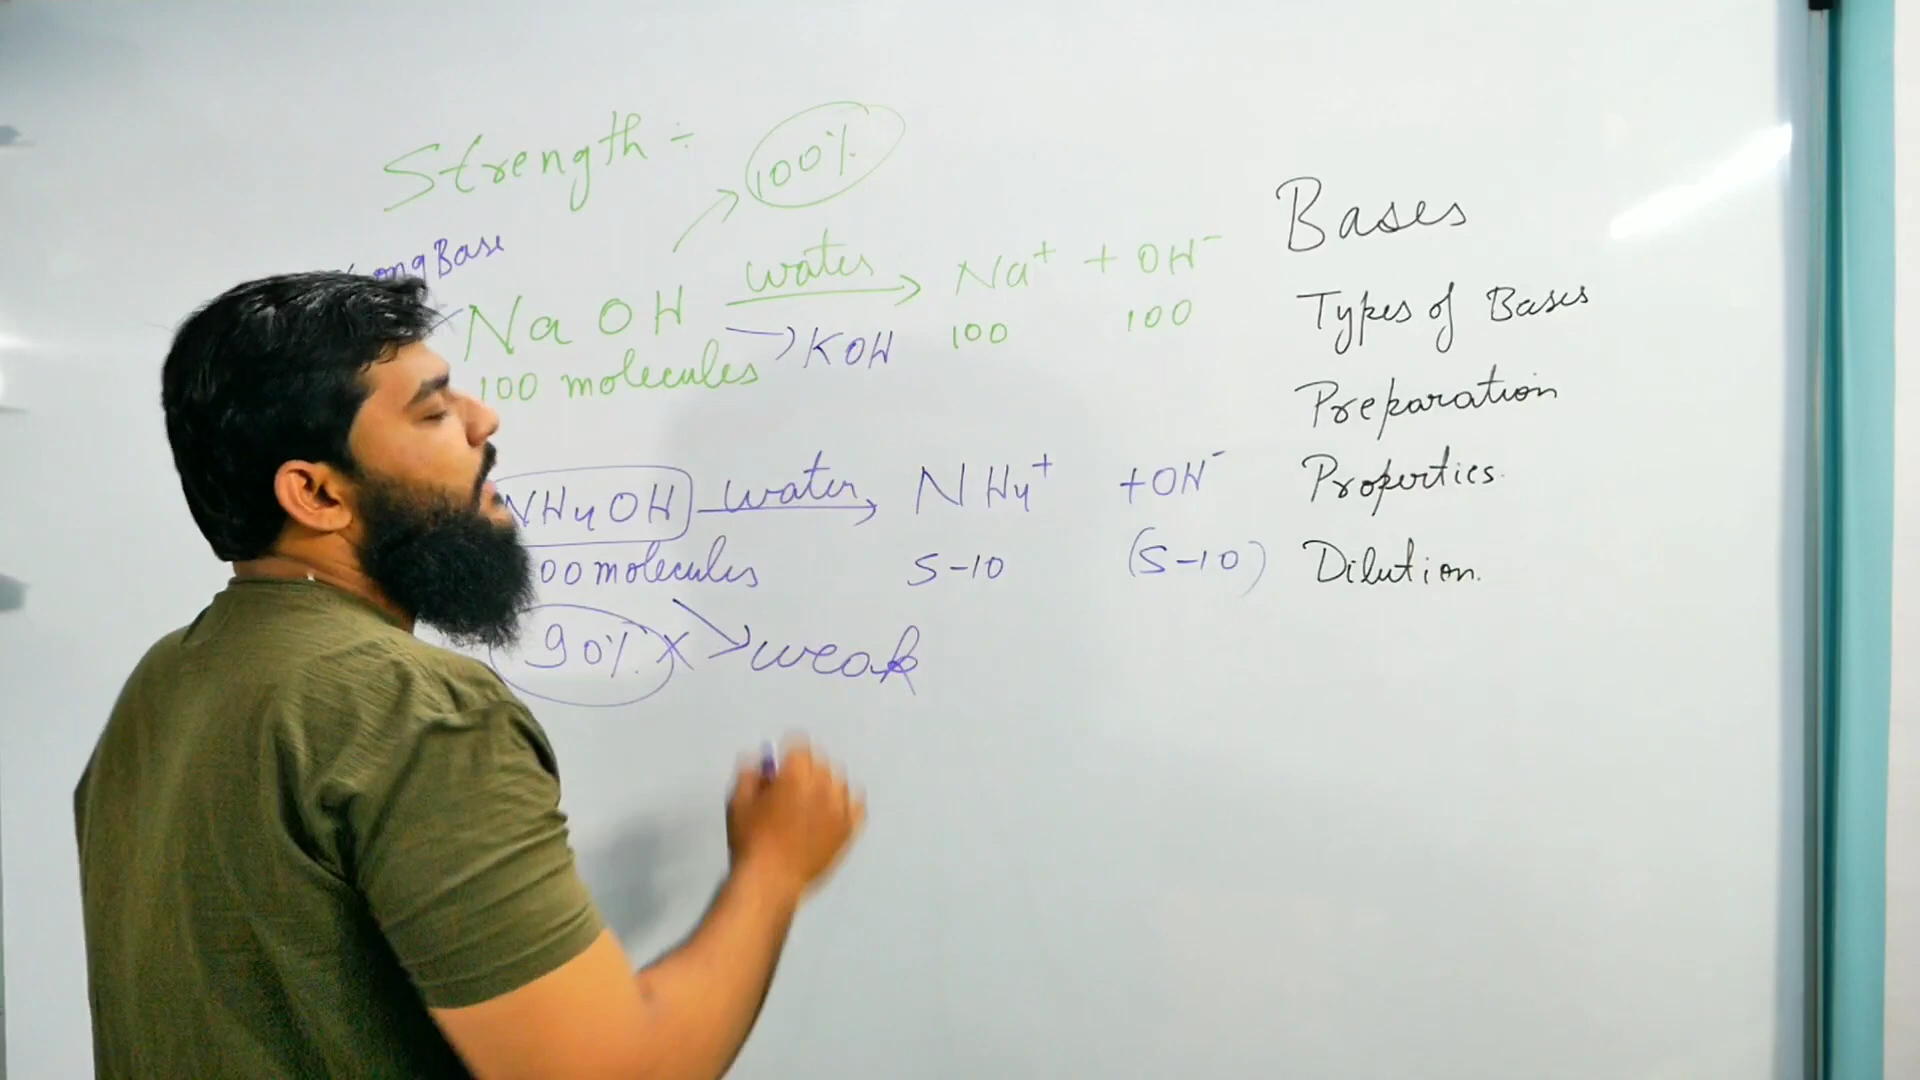 Strength ÷
100%
Base
water
NaOH → Na⁺ + OH⁻
→ KOH
100 molecules
100 100
NH₄OH water → NH₄⁺ + OH⁻
00 molecules
5-10 (5-10)
90% × → weak
Bases
Types of Bases
Preparation
Properties.
Dilution.